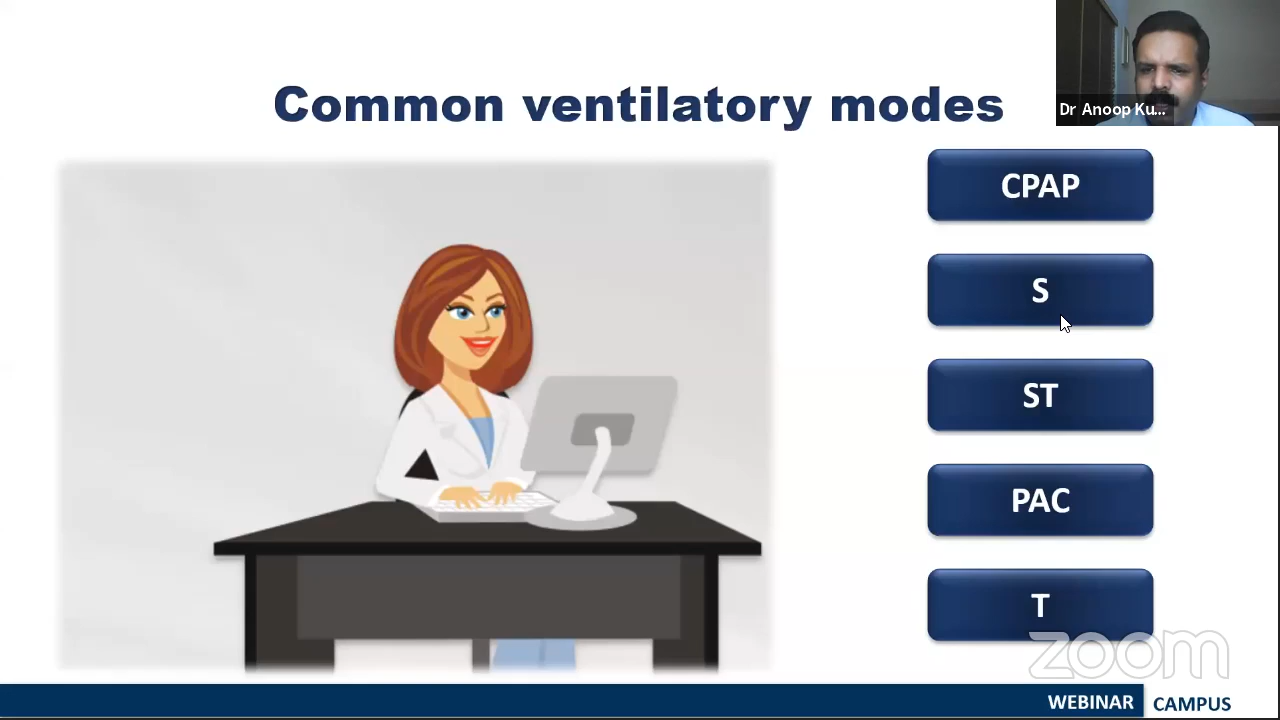 Common ventilatory modes
Dr Anoop Ku...
CPAP
S
ST
PAC
T
zoom
WEBINAR CAMPUS